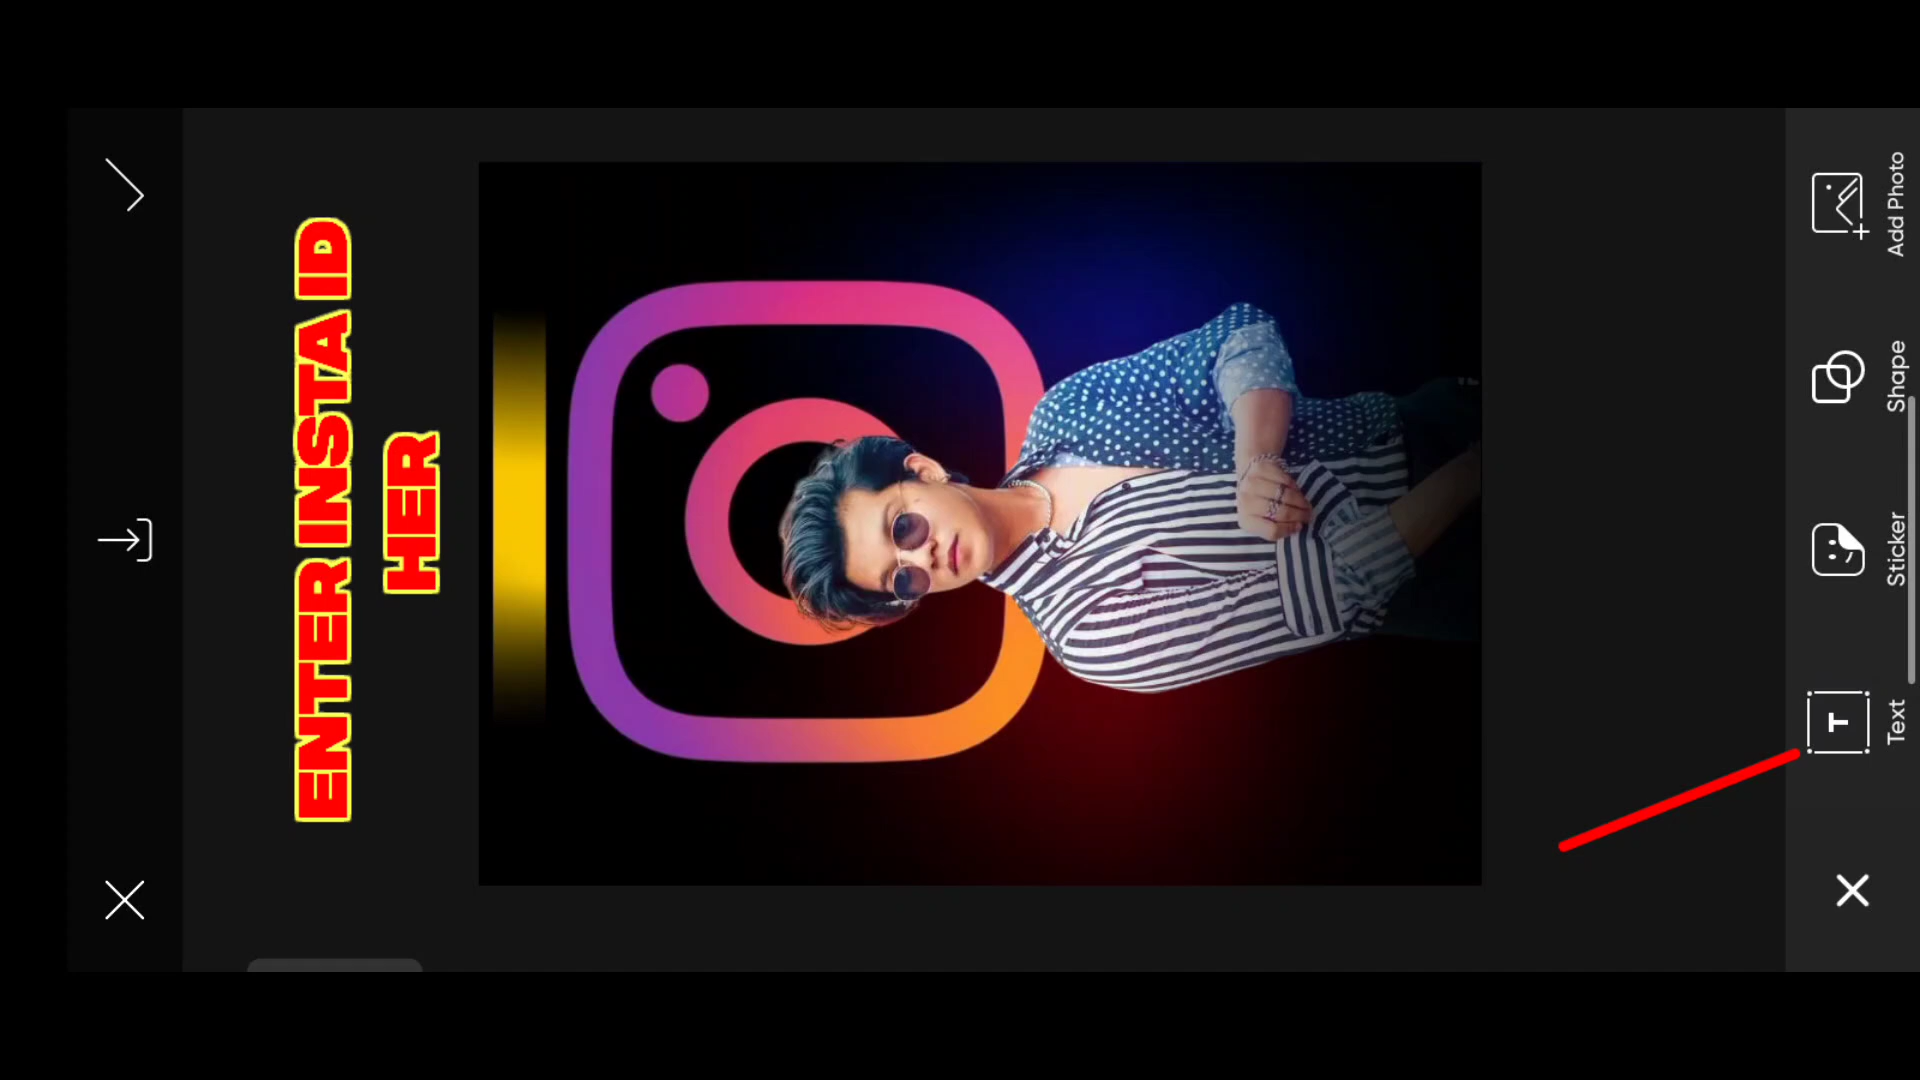 ENTER INSTA ID
HER
Text
Sticker
Shape
Add Photo